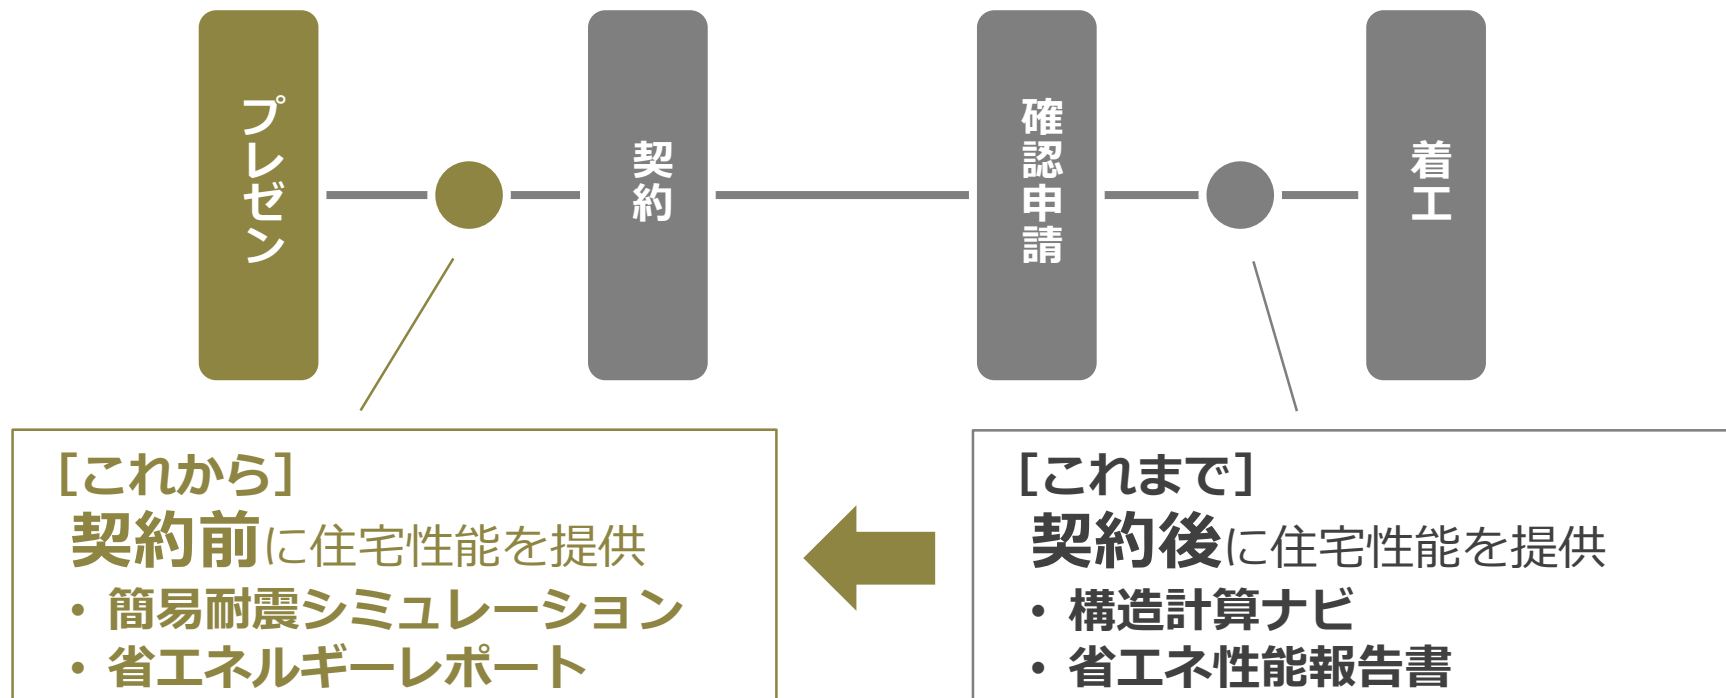 プレゼン
契約
確認申請
着工
［これから］
契約前に住宅性能を提供
・簡易耐震シミュレーション
・省エネルギーレポート
［これまで］
契約後に住宅性能を提供
・構造計算ナビ
・省エネ性能報告書